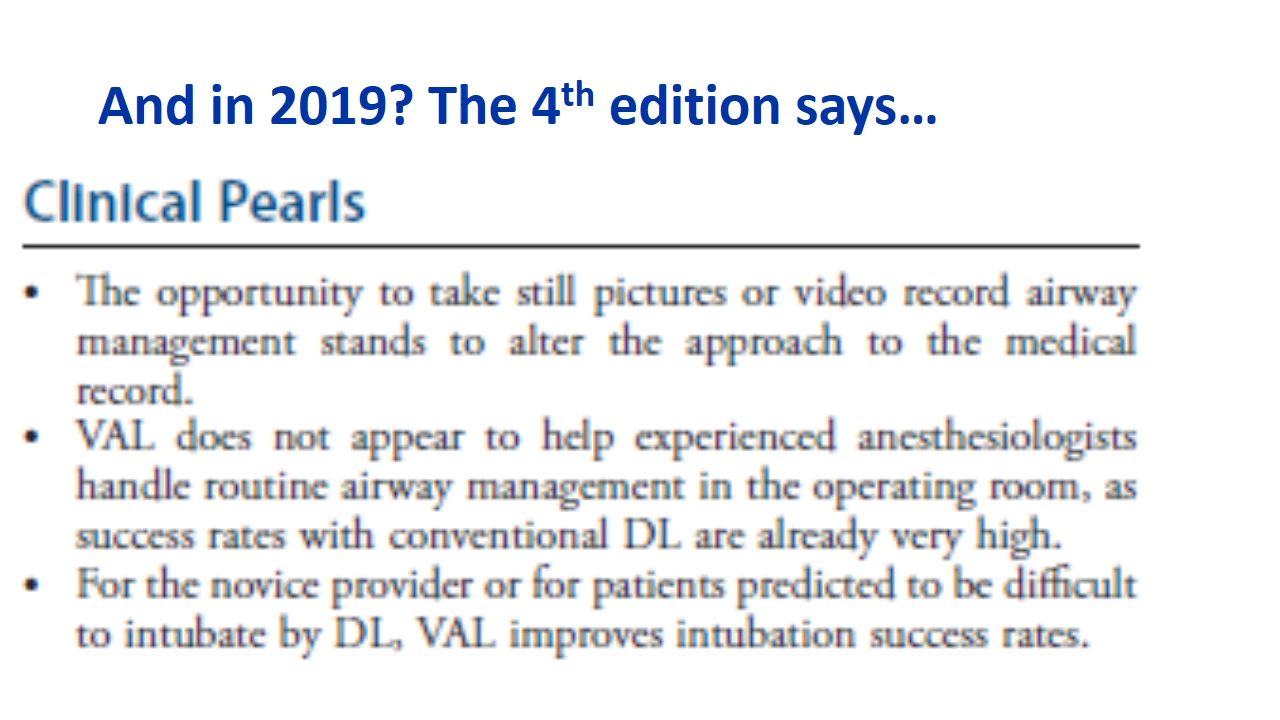 And in 2019? The 4th edition says…
Clinical Pearls
• The opportunity to take still pictures or video record airway
management stands to alter the approach to the medical
record.
• VAL does not appear to help experienced anesthesiologists
handle routine airway management in the operating room, as
success rates with conventional DL are already very high.
• For the novice provider or for patients predicted to be difficult
to intubate by DL, VAL improves intubation success rates.